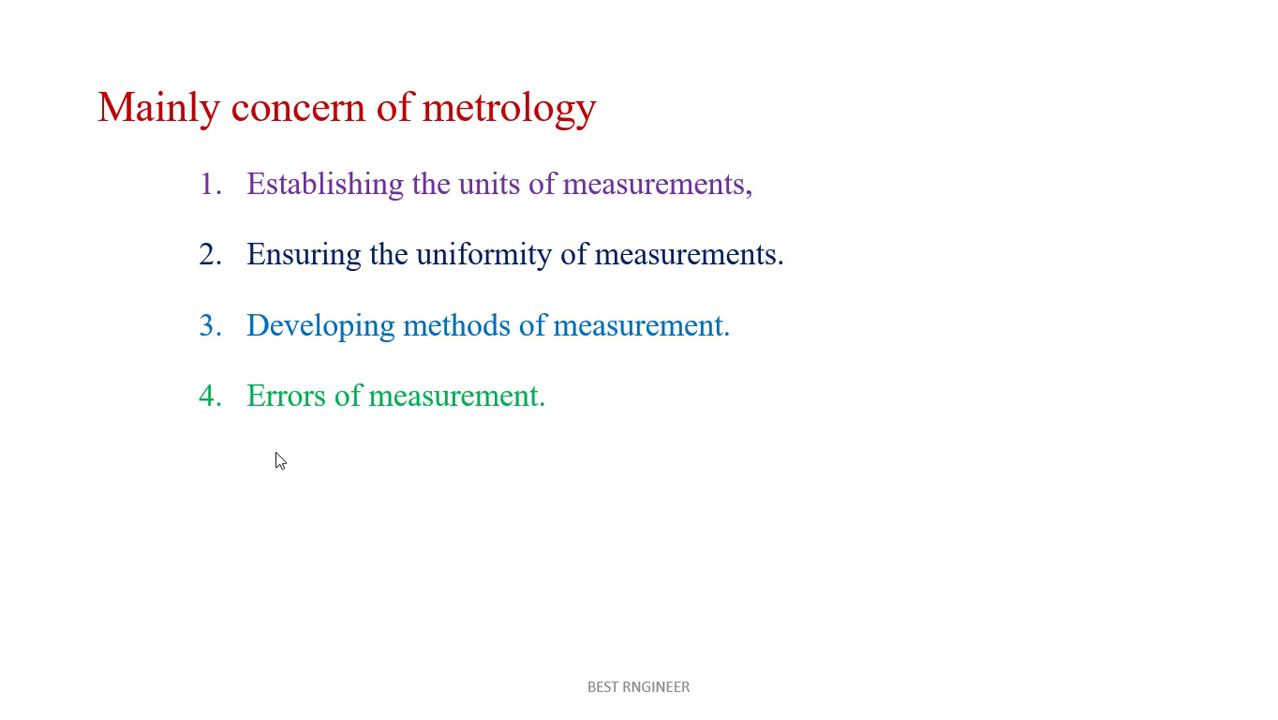 Mainly concern of metrology
1. Establishing the units of measurements,
2. Ensuring the uniformity of measurements.
3. Developing methods of measurement.
4. Errors of measurement.
BEST RNGINEER